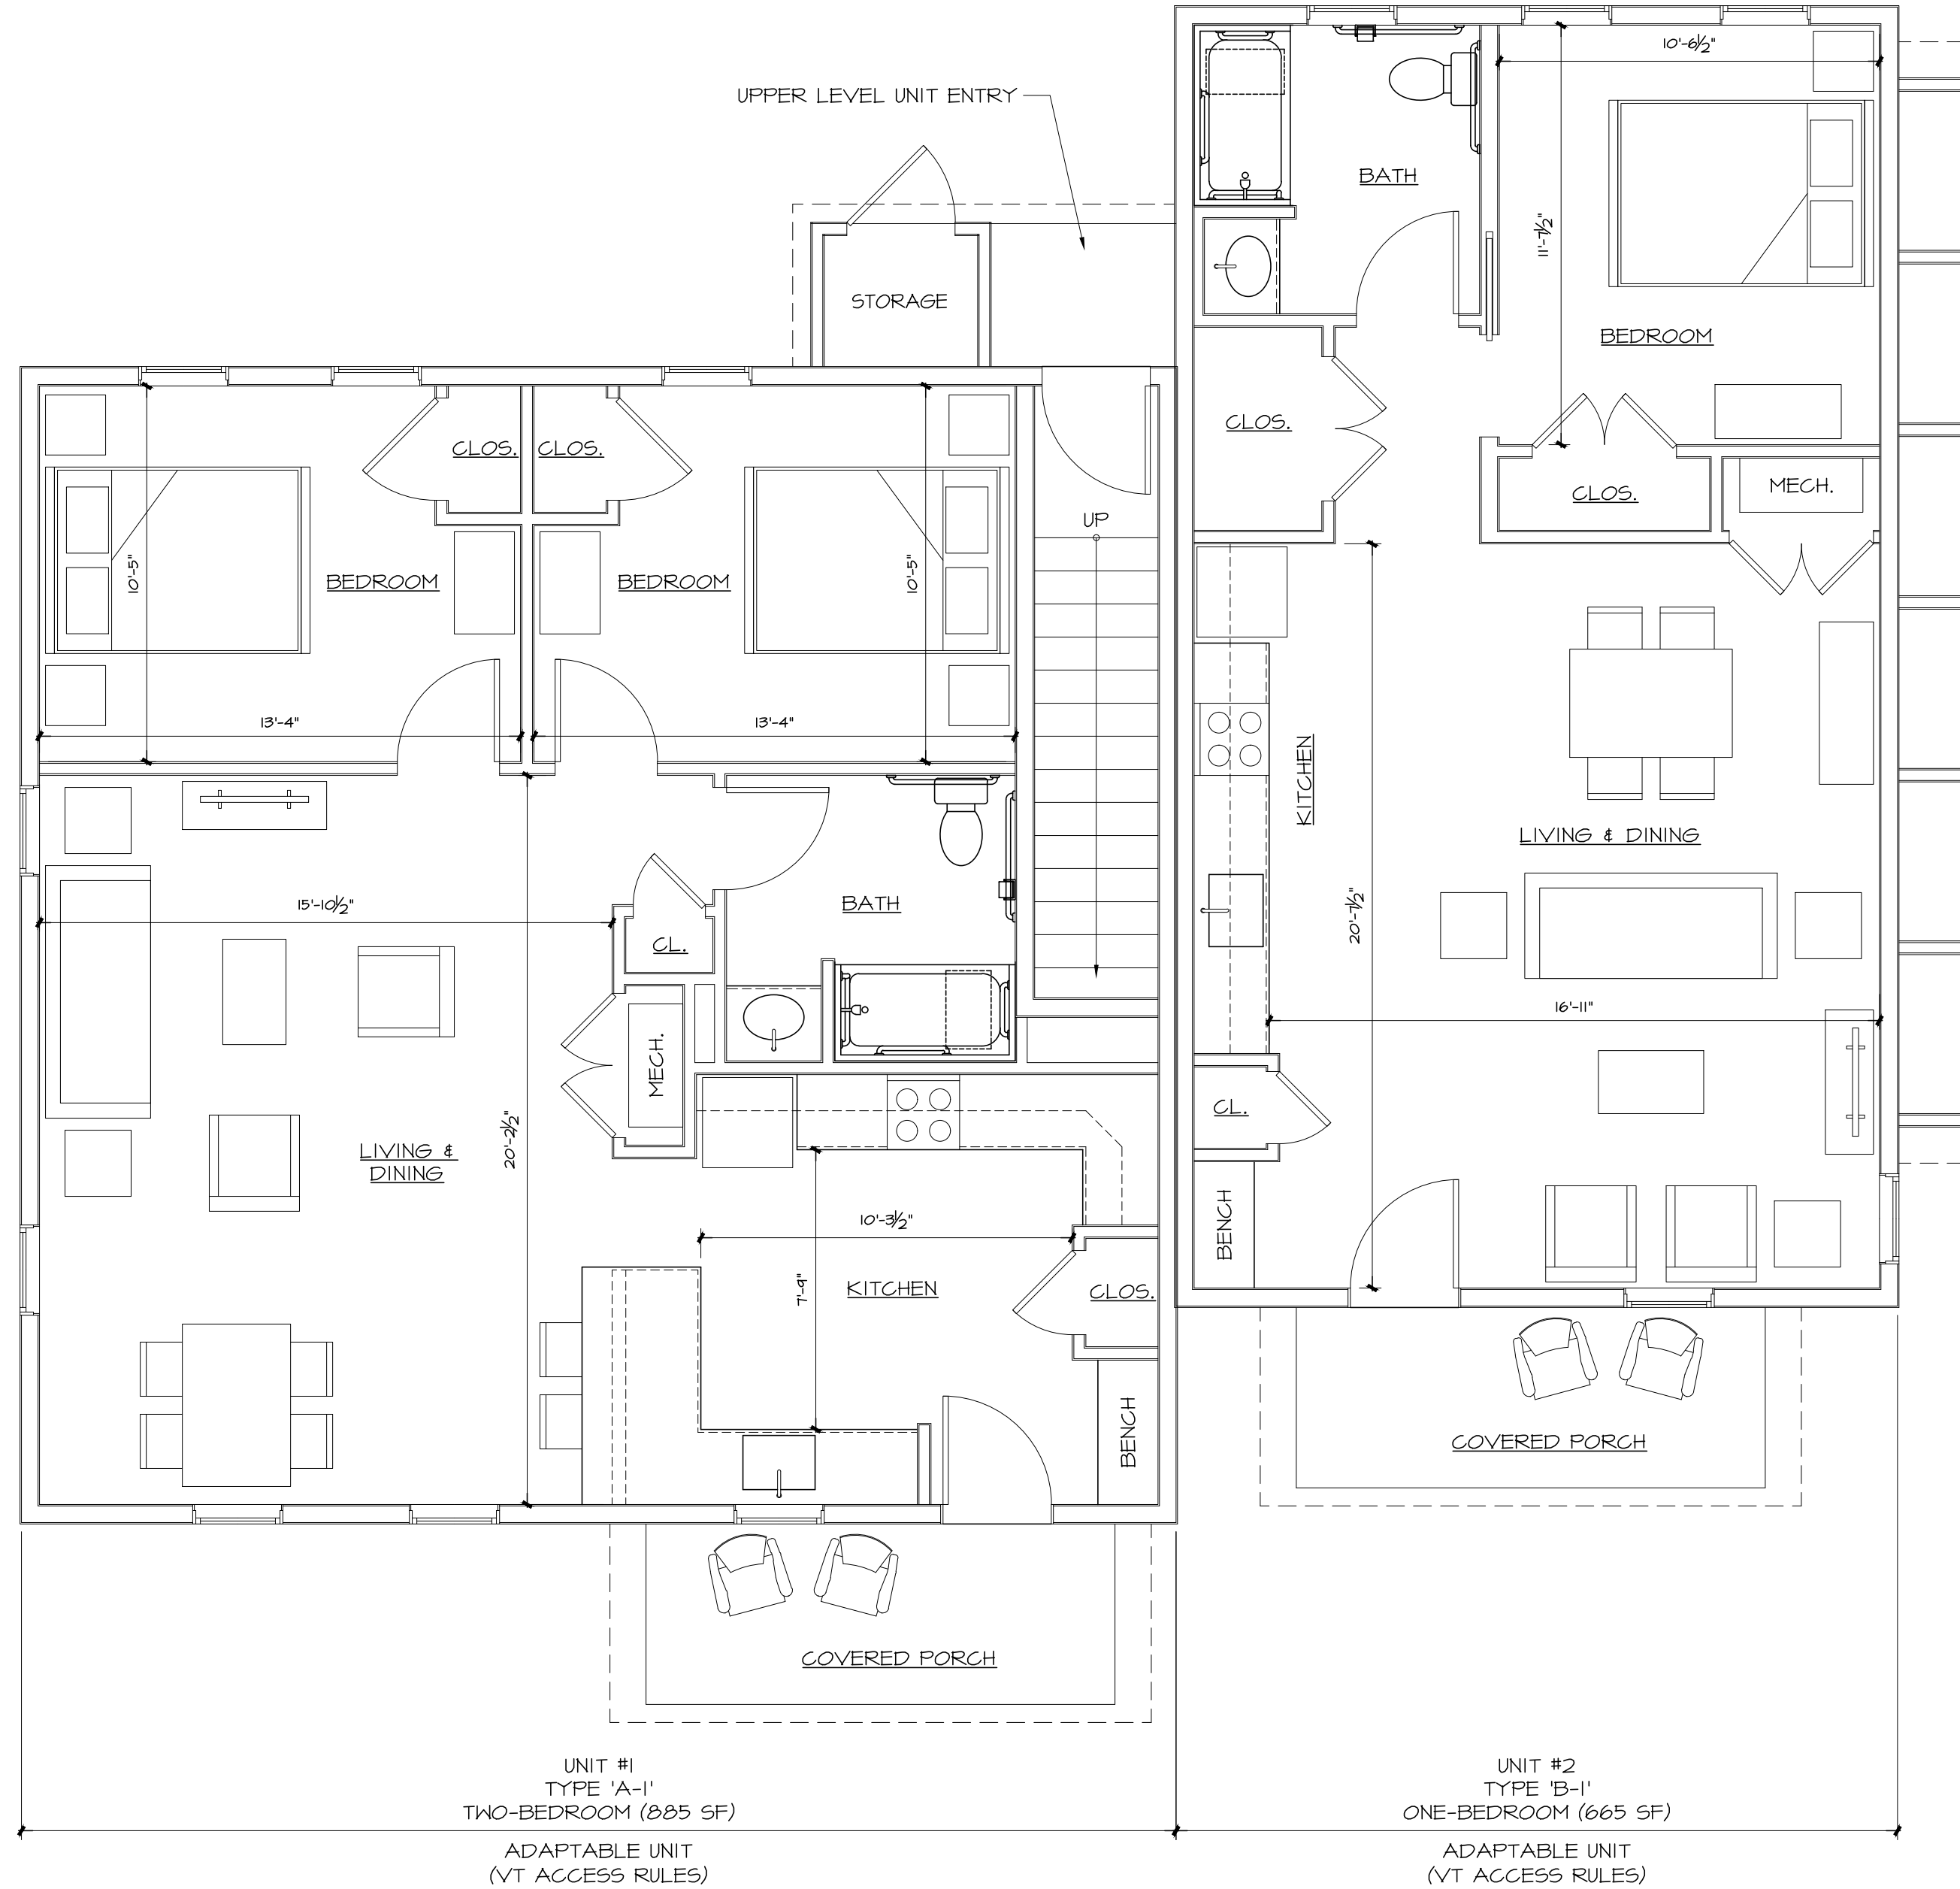 UPPER LEVEL UNIT ENTRY
STORAGE
CLOS.
CLOS.
BEDROOM
BEDROOM
10'-5"
10'-5"
13'-4"
13'-4"
UP
15'-10½"
BATH
CL.
MECH.
LIVING &
DINING
20'-2½"
10'-3½"
7'-9"
KITCHEN
CLOS.
BENCH
COVERED PORCH
UNIT #1
TYPE 'A-1'
TWO-BEDROOM (885 SF)
ADAPTABLE UNIT
(VT ACCESS RULES)
10'-6½"
BATH
11'-7½"
BEDROOM
CLOS.
CLOS.
MECH.
KITCHEN
LIVING & DINING
20'-7½"
16'-11"
CL.
BENCH
COVERED PORCH
UNIT #2
TYPE 'B-1'
ONE-BEDROOM (665 SF)
ADAPTABLE UNIT
(VT ACCESS RULES)